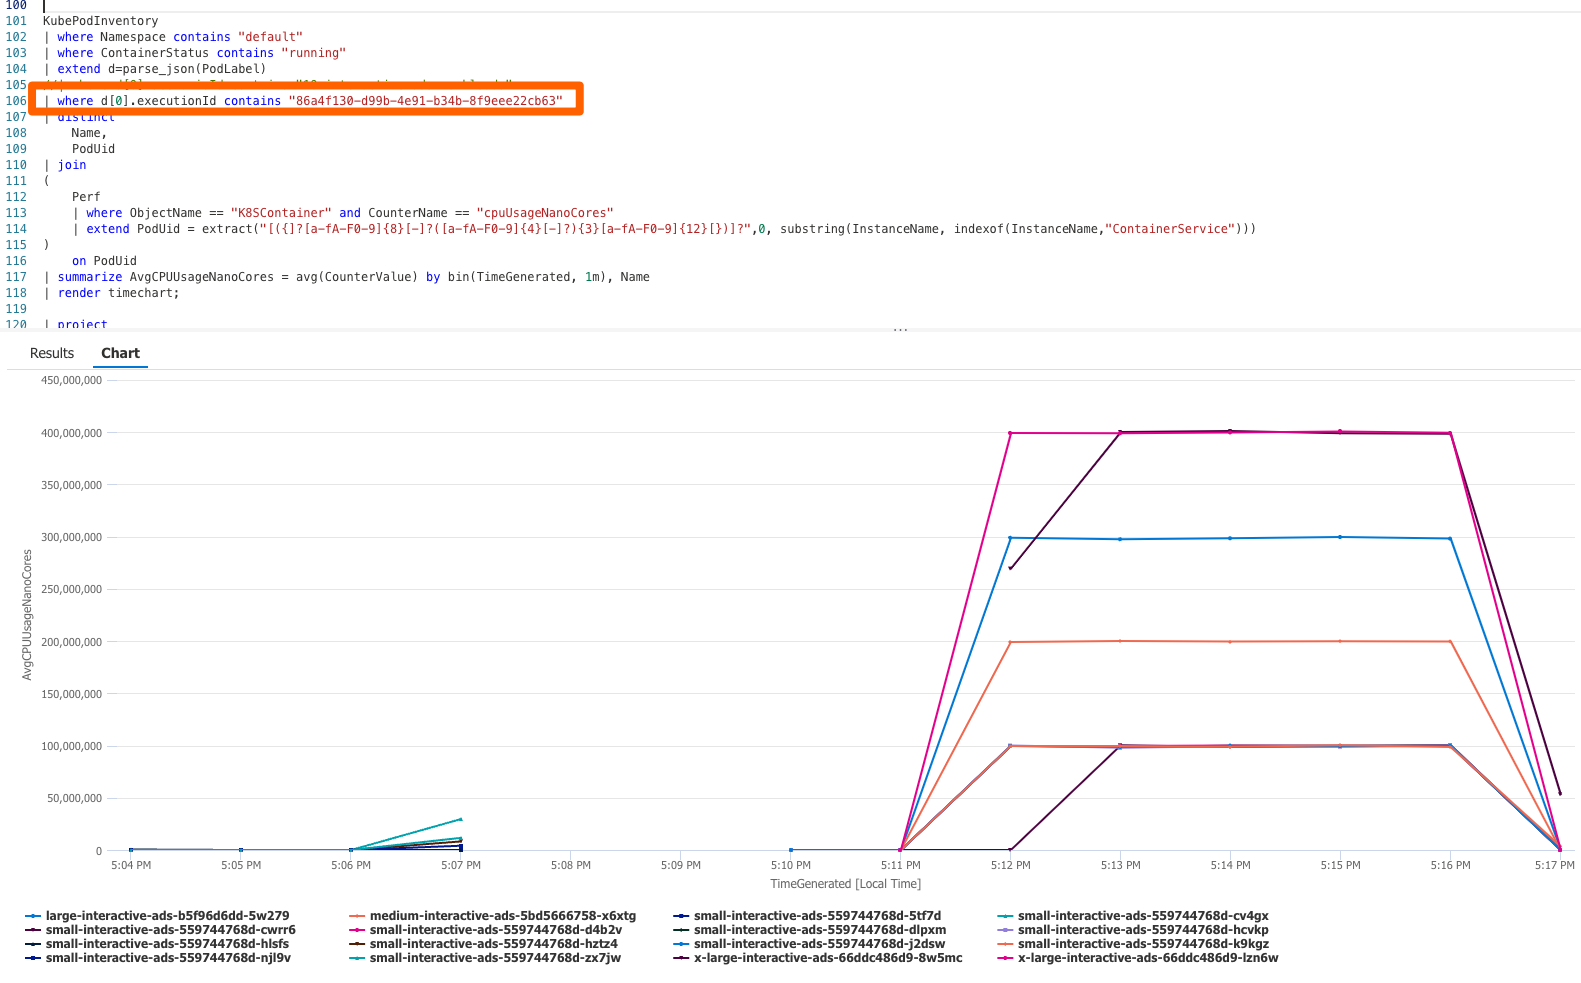 100
101 KubePodInventory
102 | where Namespace contains "default"
103 | where ContainerStatus contains "running"
104 | extend d=parse_json(PodLabel)
105
106 | where d[0].executionId contains "86a4f130-d99b-4e91-b34b-8f9eee22cb63"
107 | distinct
108 Name,
109 PodUid
110 | join
111 (
112 Perf
113 | where ObjectName == "K8SContainer" and CounterName == "cpuUsageNanoCores"
114 | extend PodUid = extract("[({]?[a-fA-F0-9]{8}[-]?([a-fA-F0-9]{4}[-]?){3}[a-fA-F0-9]{12}[})]?",0, substring(InstanceName, indexof(InstanceName,"ContainerService")))
115 )
116 on PodUid
117 | summarize AvgCPUUsageNanoCores = avg(CounterValue) by bin(TimeGenerated, 1m), Name
118 | render timechart;
119
120 | project
...
Results Chart
450,000,000
400,000,000
350,000,000
300,000,000
250,000,000
200,000,000
150,000,000
100,000,000
50,000,000
0
AvgCPUUsageNanoCores
5:04 PM 5:05 PM 5:06 PM 5:07 PM 5:08 PM 5:09 PM 5:10 PM 5:11 PM 5:12 PM 5:13 PM 5:14 PM 5:15 PM 5:16 PM 5:17 PM
TimeGenerated [Local Time]
large-interactive-ads-b5f96d6dd-5w279 medium-interactive-ads-5bd5666758-x6xtg small-interactive-ads-559744768d-5tf7d small-interactive-ads-559744768d-cv4gx
small-interactive-ads-559744768d-cwrr6 small-interactive-ads-559744768d-d4b2v small-interactive-ads-559744768d-dlpxm small-interactive-ads-559744768d-hcvkp
small-interactive-ads-559744768d-hlsfs small-interactive-ads-559744768d-hztz4 small-interactive-ads-559744768d-j2dsw small-interactive-ads-559744768d-k9kgz
small-interactive-ads-559744768d-njl9v small-interactive-ads-559744768d-zx7jw x-large-interactive-ads-66ddc486d9-8w5mc x-large-interactive-ads-66ddc486d9-lzn6w